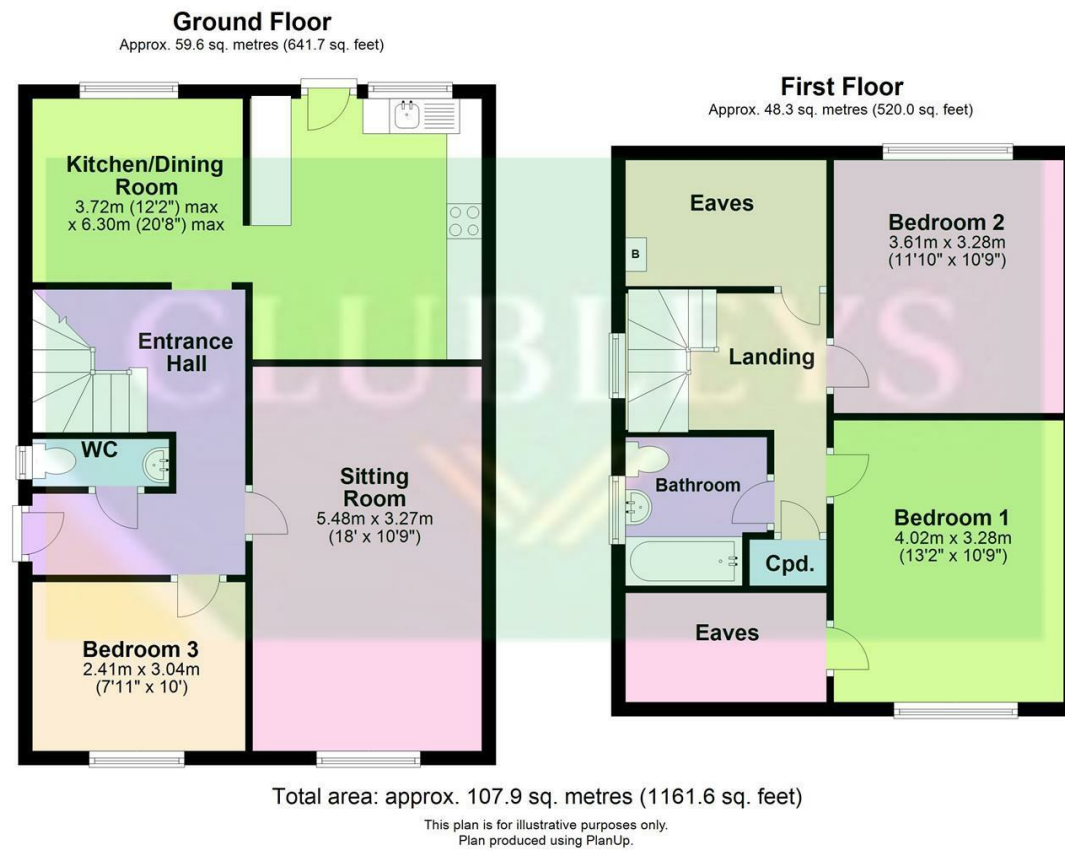 Ground Floor
Approx. 59.6 sq. metres (641.7 sq. feet)
Kitchen/Dining
Room
3.72m (12'2") max
x 6.30m (20'8") max
Entrance
Hall
WC
Sitting
Room
5.48m x 3.27m
(18' x 10'9")
Bedroom 3
2.41m x 3.04m
(7'11" x 10')
First Floor
Approx. 48.3 sq. metres (520.0 sq. feet)
Eaves
B
Bedroom 2
3.61m x 3.28m
(11'10" x 10'9")
Landing
Bathroom
Bedroom 1
4.02m x 3.28m
(13'2" x 10'9")
Cpd.
Eaves
CLUBLEYS
Total area: approx. 107.9 sq. metres (1161.6 sq. feet)
This plan is for illustrative purposes only.
Plan produced using PlanUp.